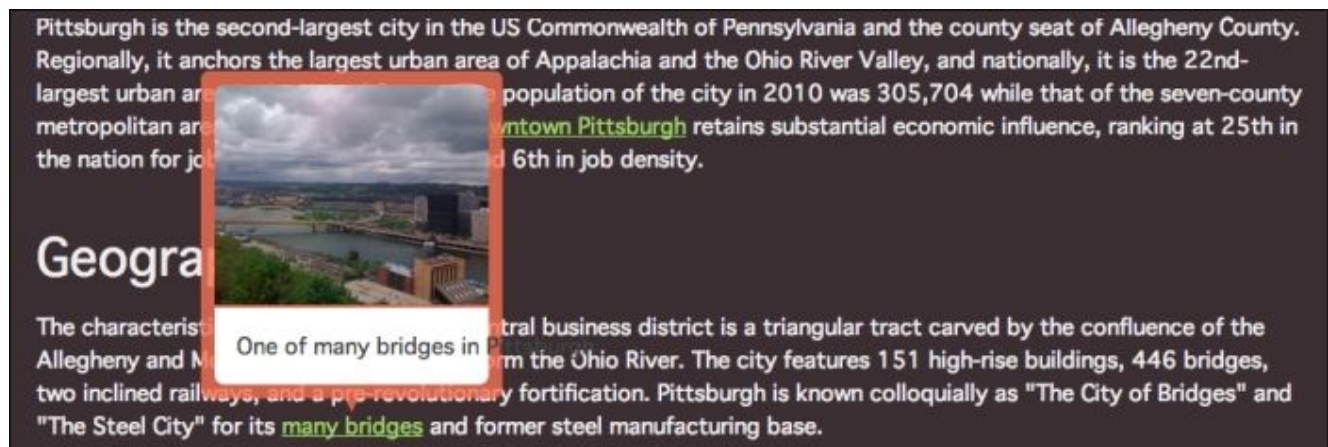 Pittsburgh is the second-largest city in the US Commonwealth of Pennsylvania and the county seat of Allegheny County.
Regionally, it anchors the largest urban area of Appalachia and the Ohio River Valley, and nationally, it is the 22nd-
largest urban population of the city in 2010 was 305,704 while that of the seven-county
metropolitan wntown Pittsburgh retains substantial economic influence, ranking at 25th in
the nation for 6th in job density.
Geogra
The business district is a triangular tract carved by the confluence of the
Allegheny and the Ohio River. The city features 151 high-rise buildings, 446 bridges,
two inclined railways, and a pre-revolutionary fortification. Pittsburgh is known colloquially as "The City of Bridges" and
"The Steel City" for its many bridges and former steel manufacturing base.
One of many bridges in Pittsburgh